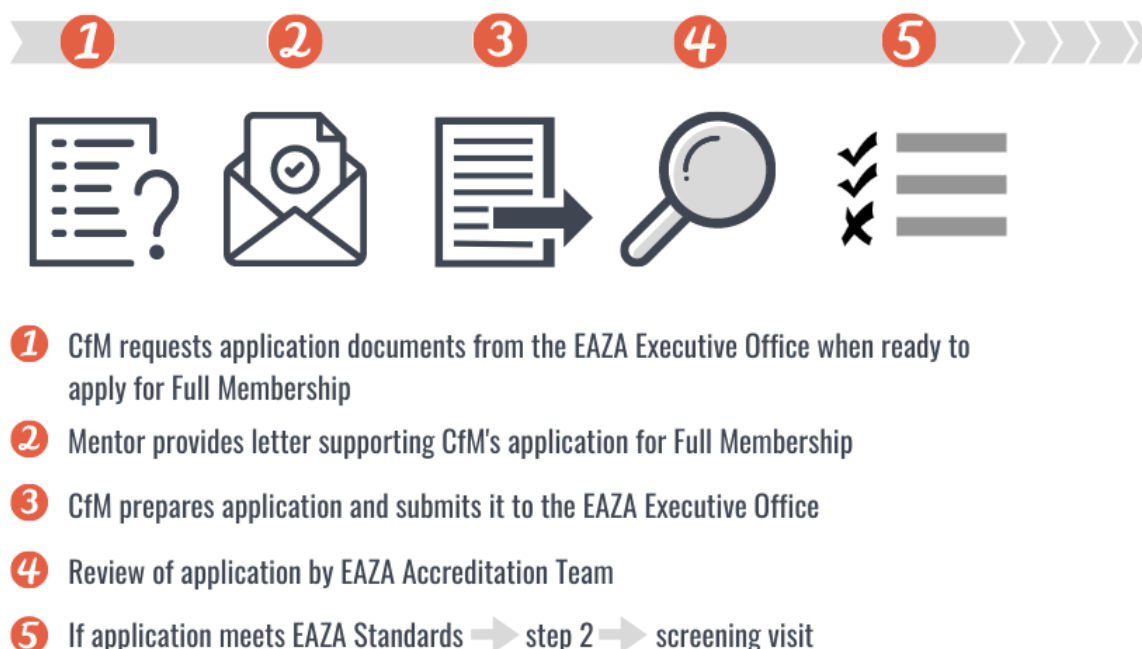 1 2 3 4 5
1 CfM requests application documents from the EAZA Executive Office when ready to
apply for Full Membership
2 Mentor provides letter supporting CfM's application for Full Membership
3 CfM prepares application and submits it to the EAZA Executive Office
4 Review of application by EAZA Accreditation Team
5 If application meets EAZA Standards step 2 screening visit